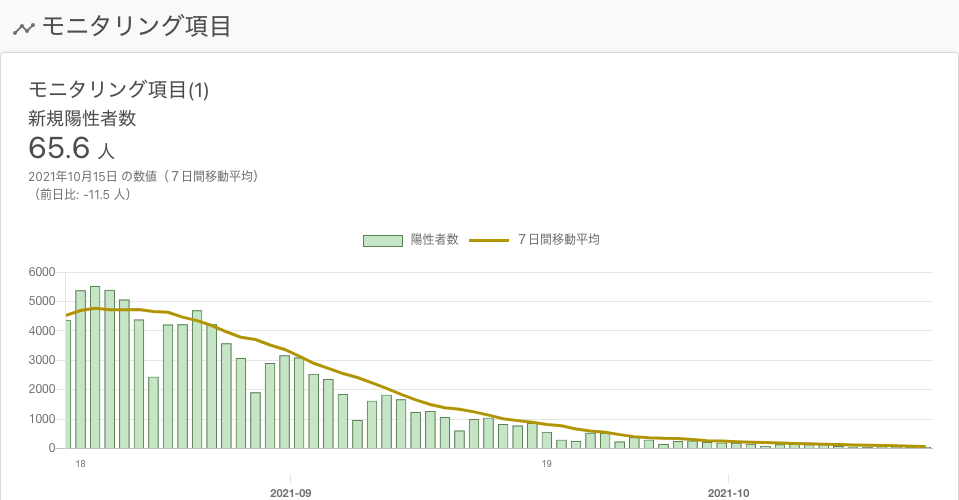 モニタリング項目
モニタリング項目(1)
新規陽性者数
65.6 人
2021年10月15日 の数値（７日間移動平均）
（前日比: -11.5 人）
陽性者数 ７日間移動平均
6000
5000
4000
3000
2000
1000
0
18 19
2021-09 2021-10